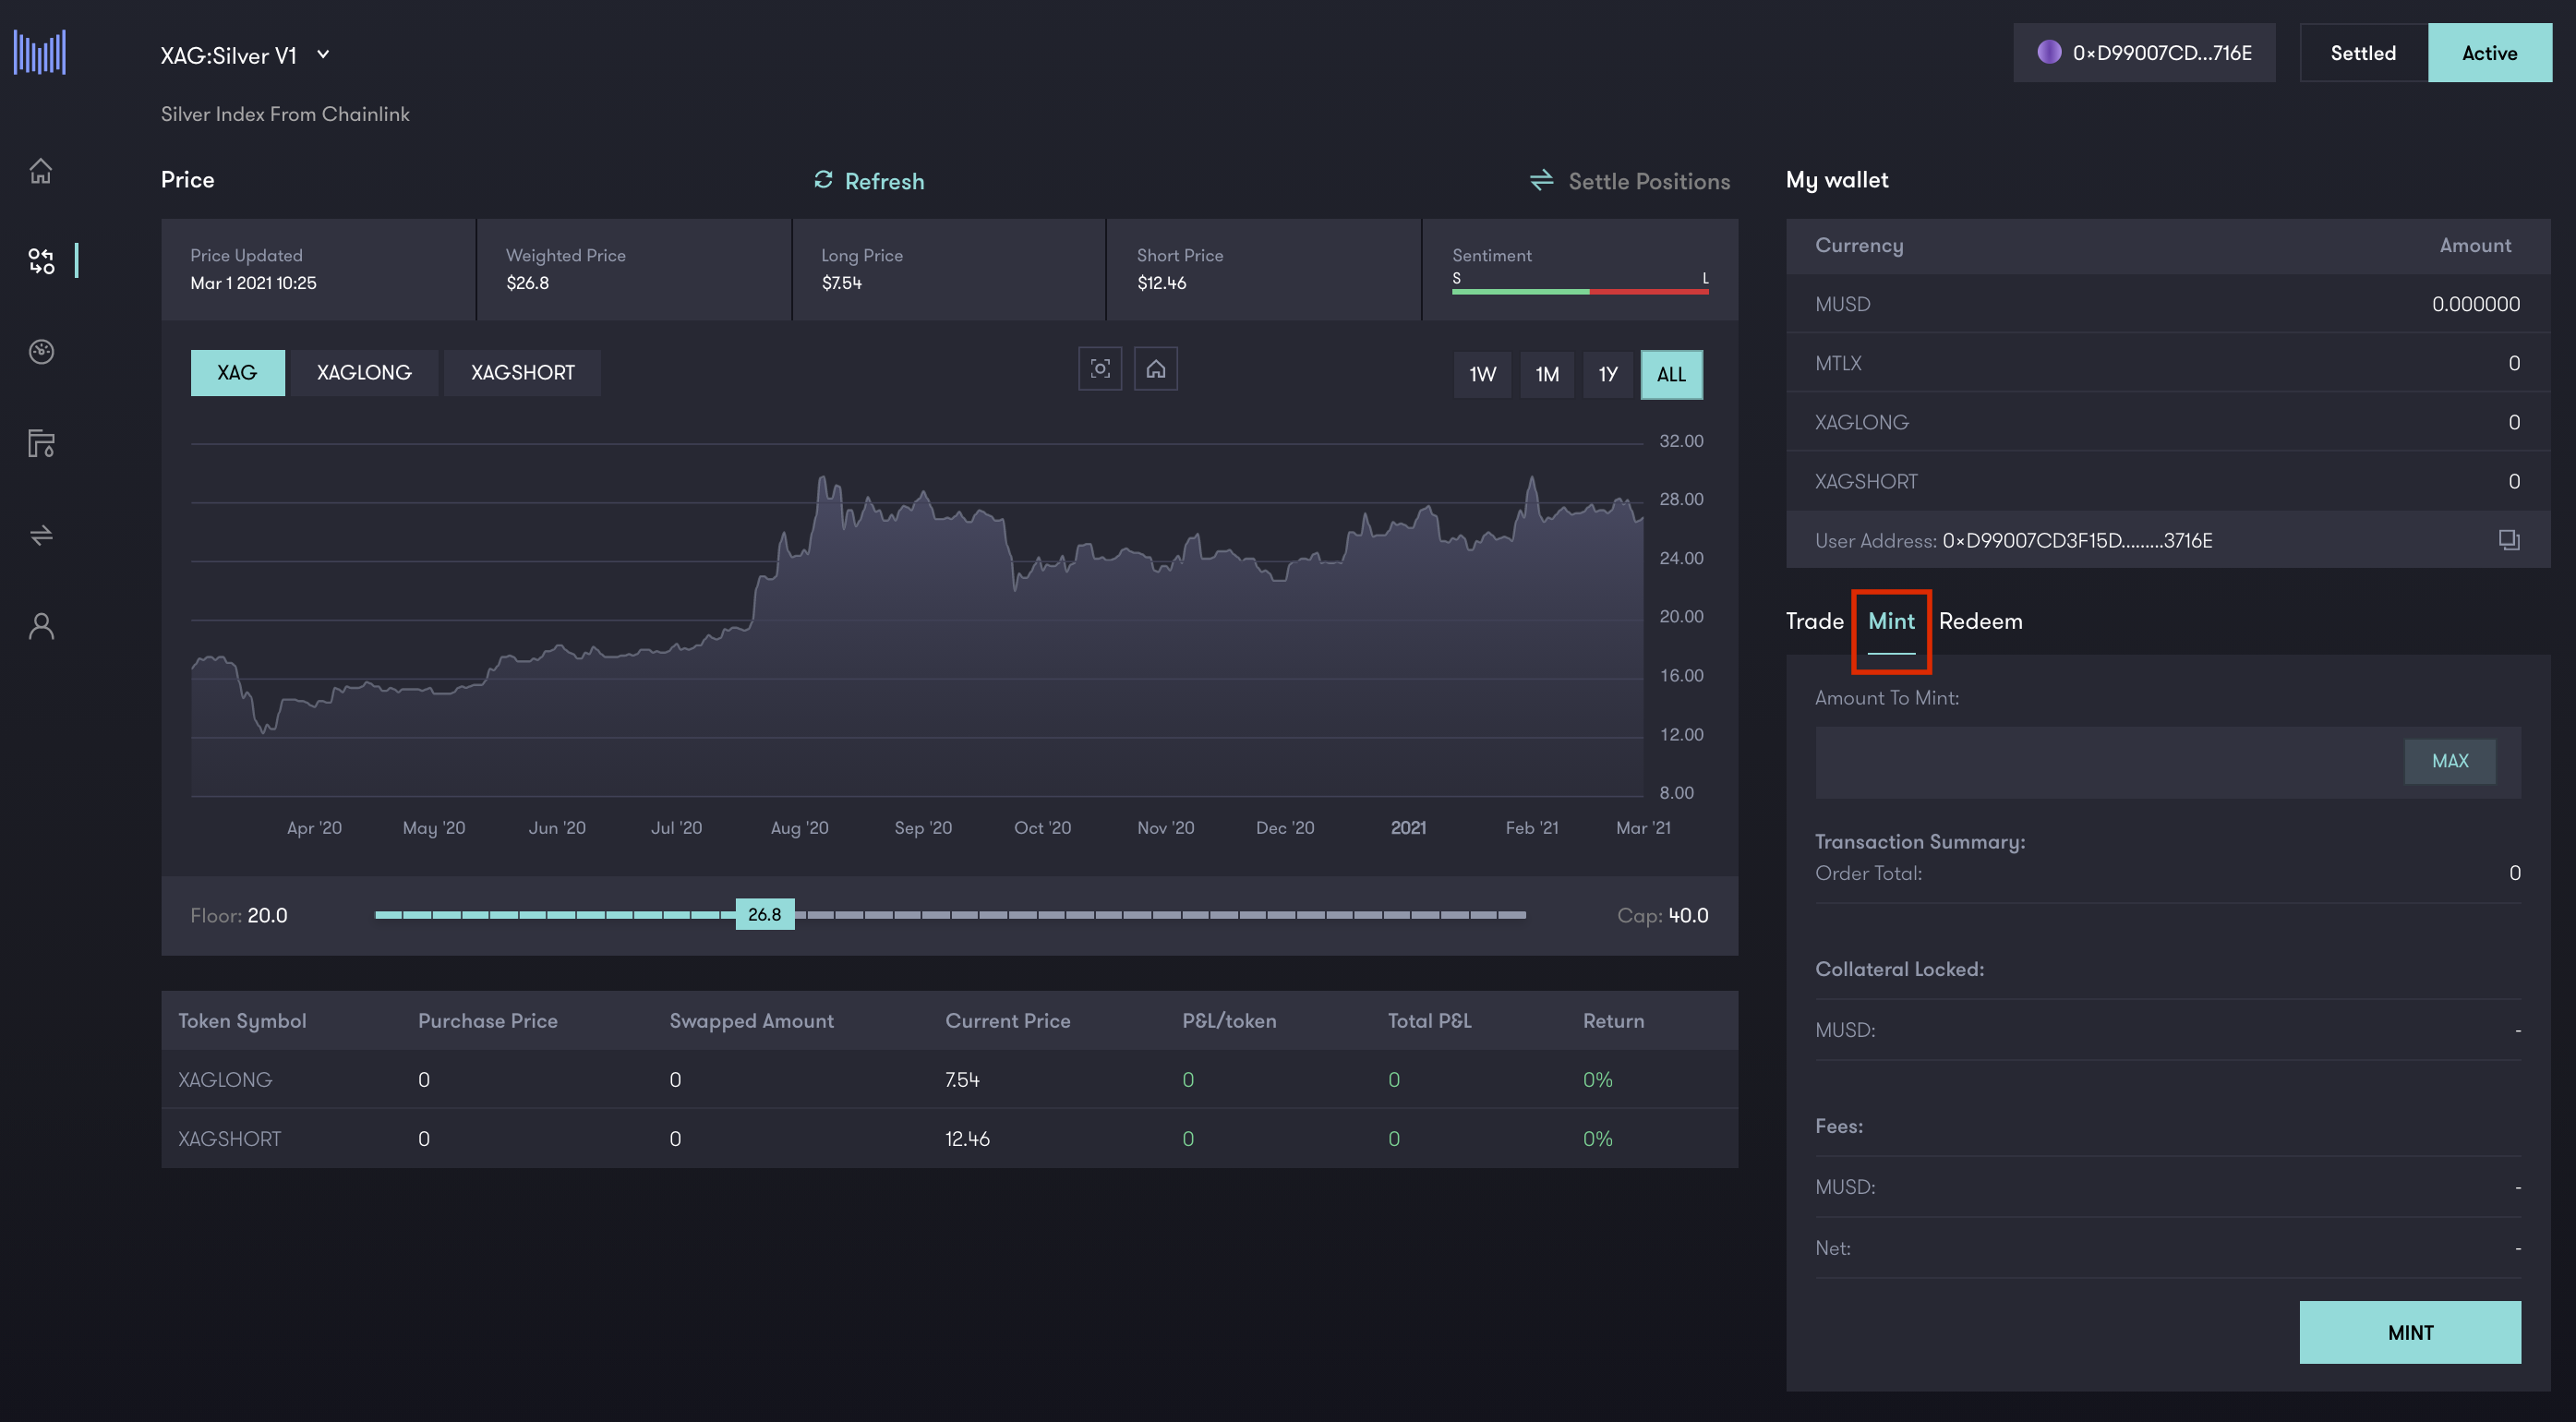 XAG:Silver V1
0×D99007CD...716E
Settled
Active
Silver Index From Chainlink
Price
Refresh
Settle Positions
Price Updated
Mar 1 2021 10:25
Weighted Price
$26.8
Long Price
$7.54
Short Price
$12.46
Sentiment
S L
XAG
XAGLONG
XAGSHORT
1W
1M
1Y
ALL
32.00
28.00
24.00
20.00
16.00
12.00
8.00
Apr '20 May '20 Jun '20 Jul '20 Aug '20 Sep '20 Oct '20 Nov '20 Dec '20 2021 Feb '21 Mar '21
Floor: 20.0
26.8
Cap: 40.0
Token Symbol Purchase Price Swapped Amount Current Price P&L/token Total P&L Return
XAGLONG 0 0 7.54 0 0 0%
XAGSHORT 0 0 12.46 0 0 0%
My wallet
Currency Amount
MUSD 0.000000
MTLX 0
XAGLONG 0
XAGSHORT 0
User Address: 0×D99007CD3F15D.........3716E
Trade Mint Redeem
Amount To Mint:
MAX
Transaction Summary:
Order Total: 0
Collateral Locked:
MUSD: -
Fees:
MUSD: -
Net: -
MINT